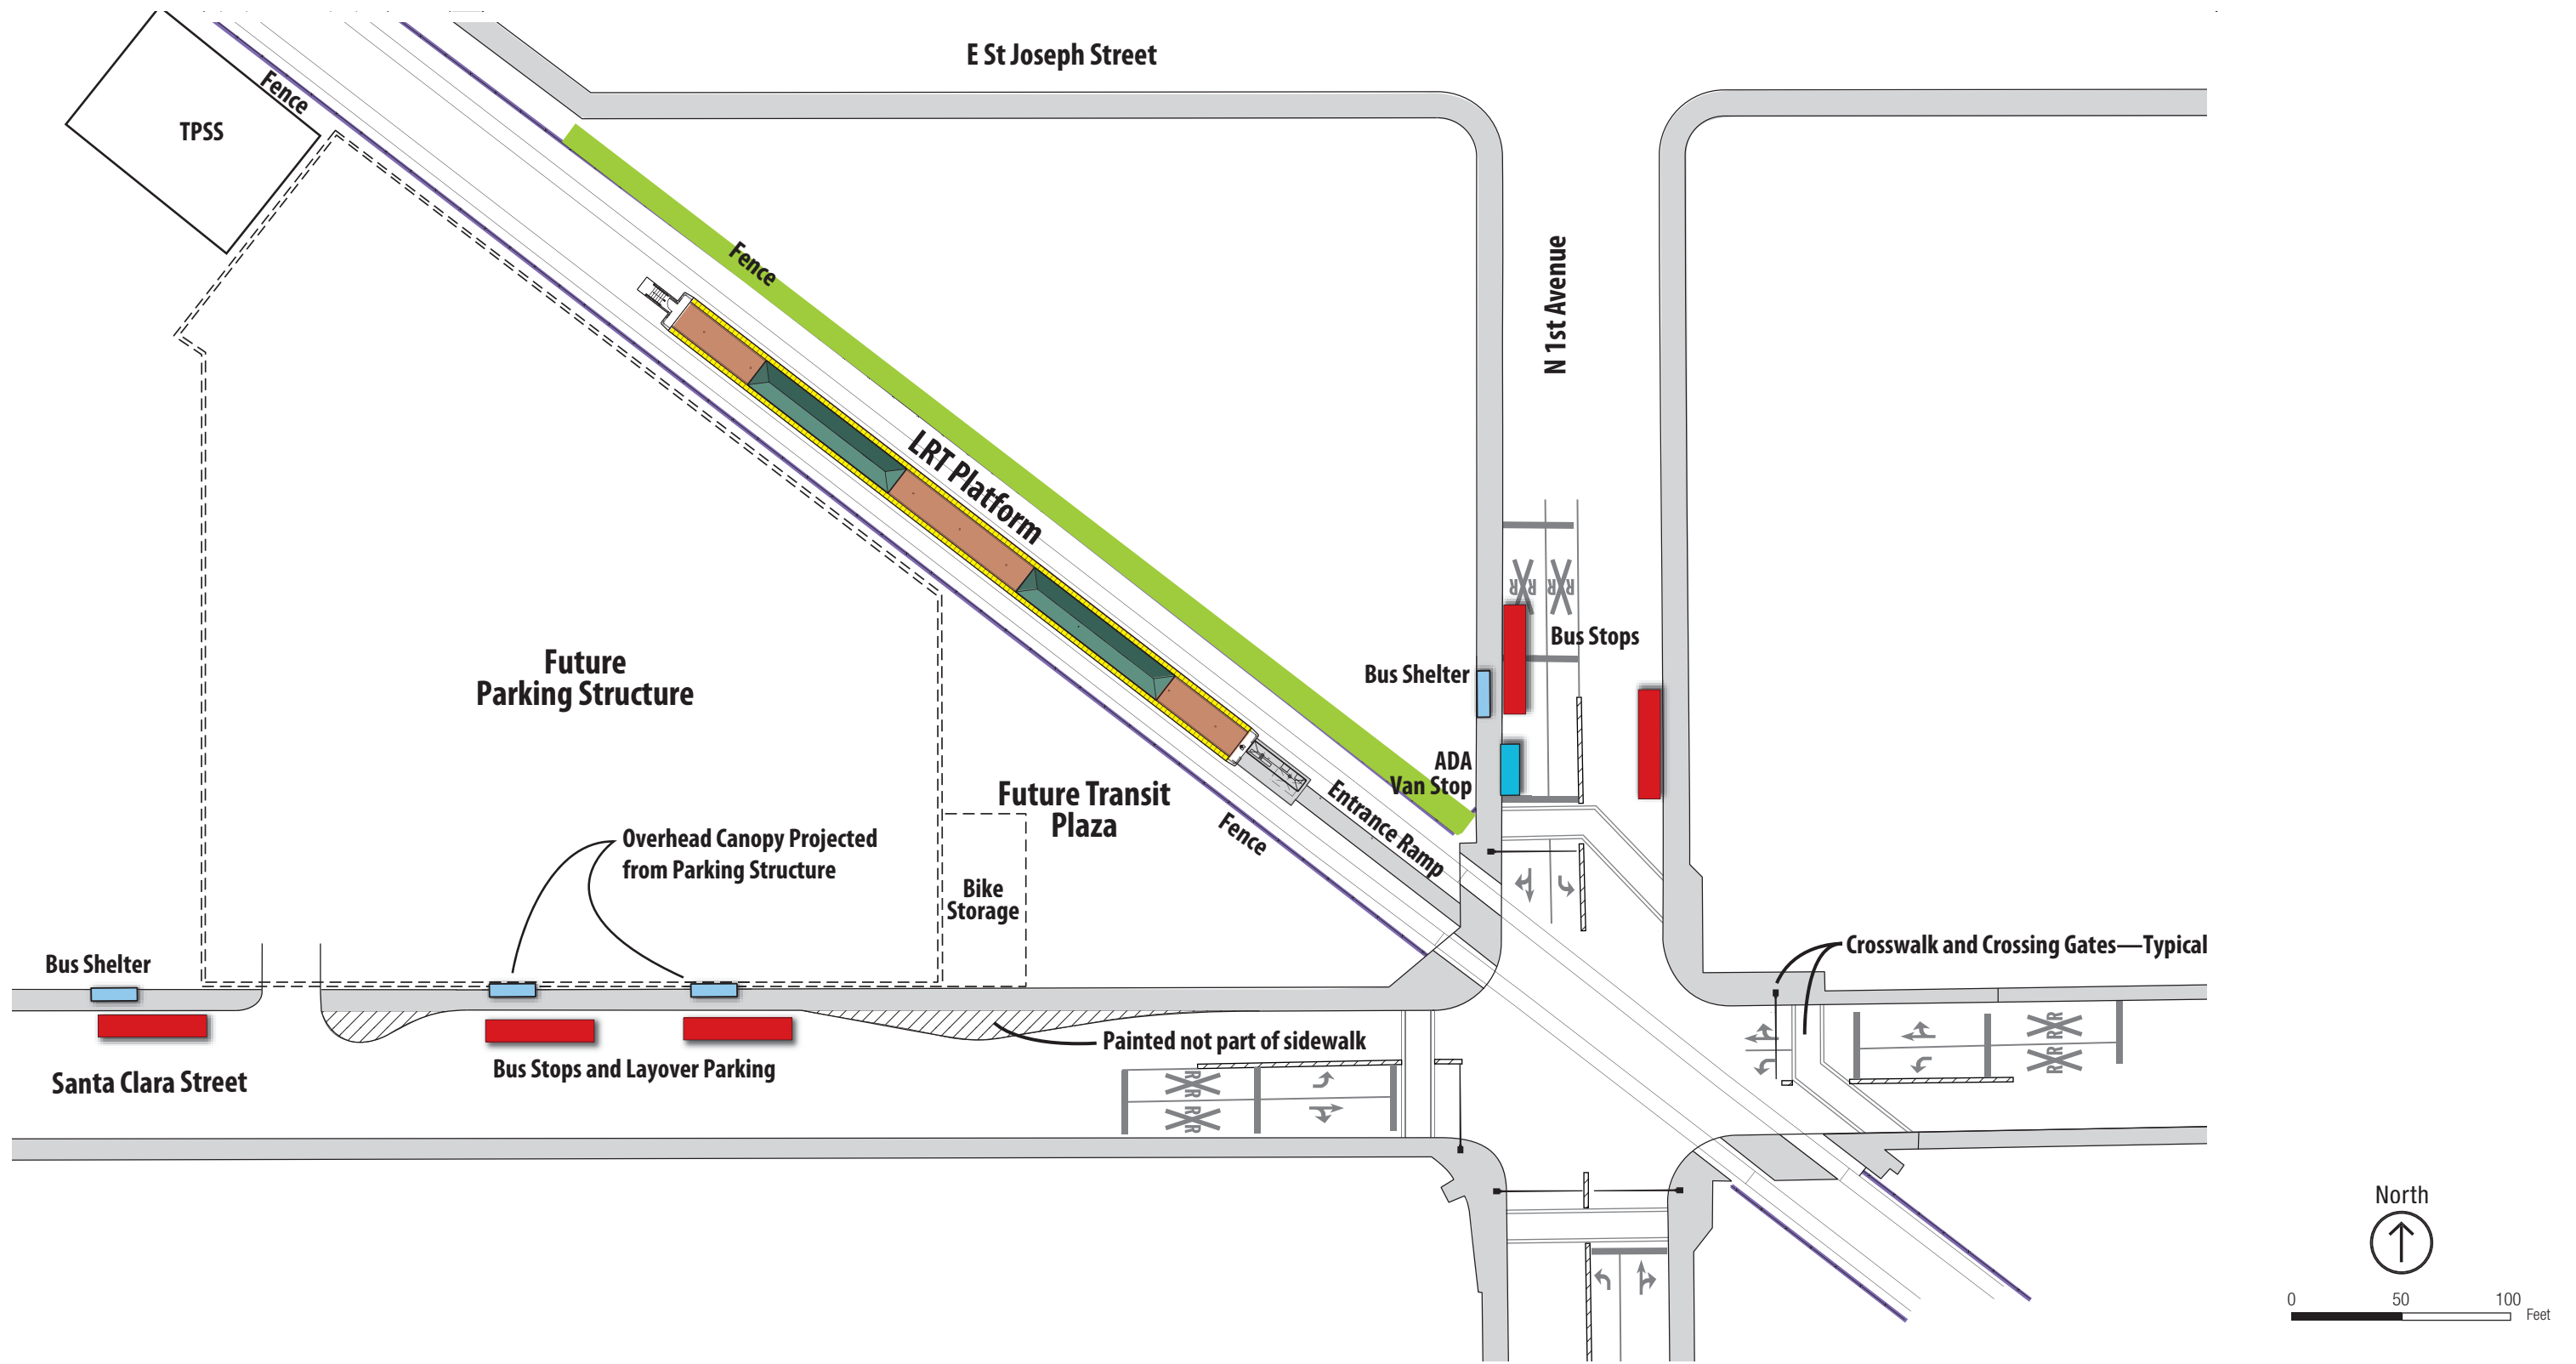 E St Joseph Street
Fence
TPSS
Fence
N 1st Avenue
LRT Platform
R R
R R
Bus Stops
Future
Parking Structure
Bus Shelter
ADA
Van Stop
Future Transit
Plaza
Entrance Ramp
Fence
Overhead Canopy Projected
from Parking Structure
Bike
Storage
Crosswalk and Crossing Gates—Typical
Bus Shelter
Painted not part of sidewalk
Bus Stops and Layover Parking
Santa Clara Street
R R
R R
R R
R R
North
0 50 100
Feet